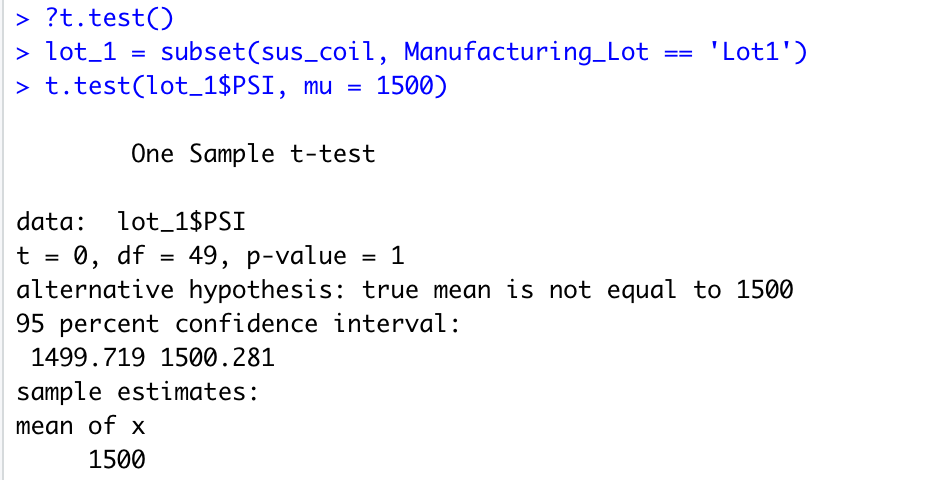 > ?t.test()
> lot_1 = subset(sus_coil, Manufacturing_Lot == 'Lot1')
> t.test(lot_1$PSI, mu = 1500)
One Sample t-test
data:  lot_1$PSI
t = 0, df = 49, p-value = 1
alternative hypothesis: true mean is not equal to 1500
95 percent confidence interval:
 1499.719 1500.281
sample estimates:
mean of x
     1500